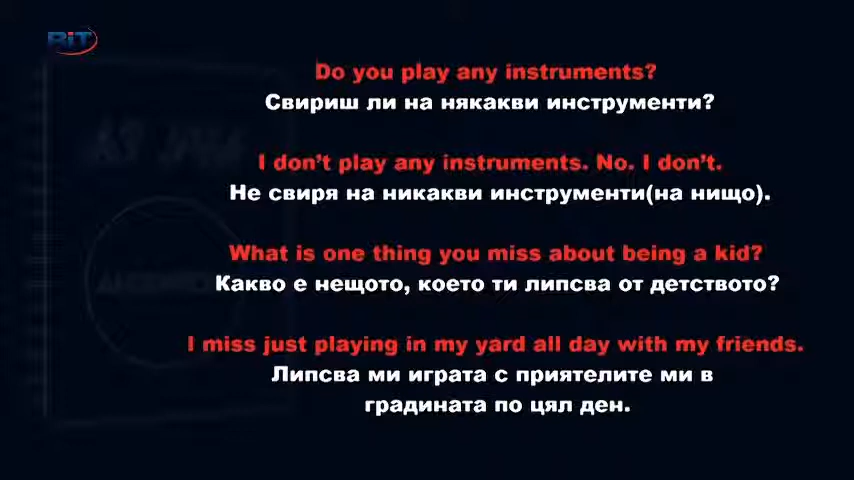 BiT
Do you play any instruments?
Свириш ли на някакви инструменти?
I don't play any instruments. No. I don't.
Не свиря на никакви инструменти(на нищо).
What is one thing you miss about being a kid?
Какво е нещото, което ти липсва от детството?
I miss just playing in my yard all day with my friends.
Липсва ми играта с приятелите ми в
градината по цял ден.